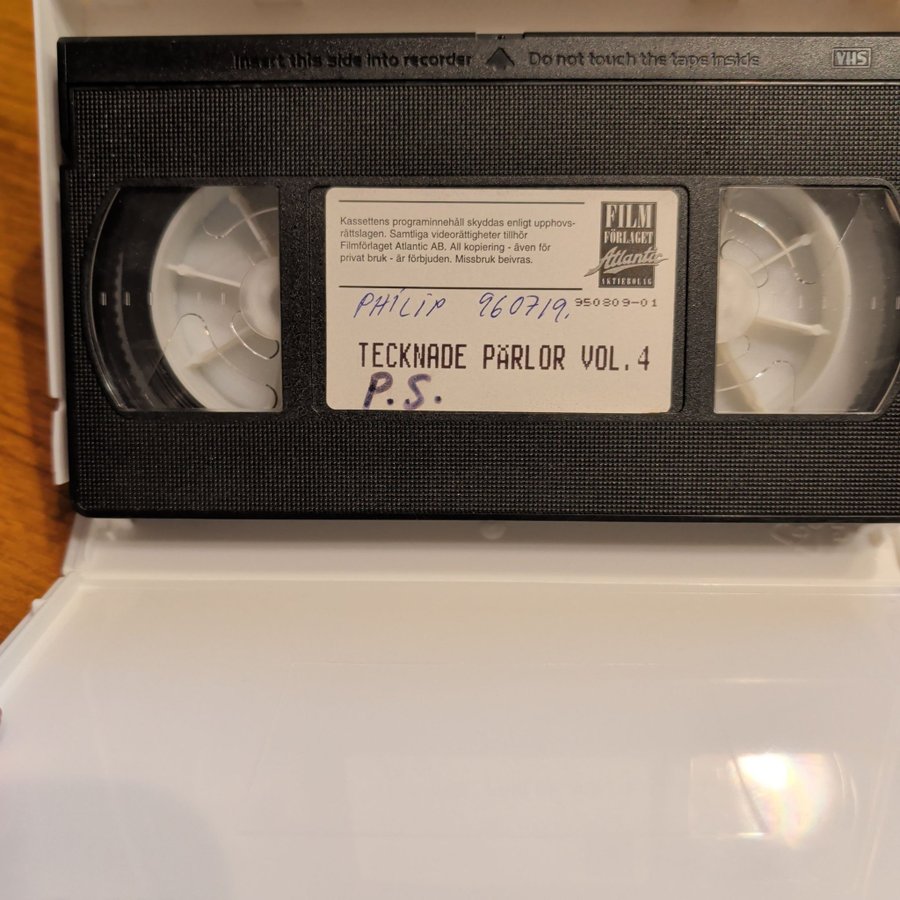 Insert this side into recorder Do not touch the tape inside VHS
Kassettens programinnehåll skyddas enligt upphovs-
rättslagen. Samtliga videorättigheter tillhör
Filmförlaget Atlantic AB. All kopiering - även för
privat bruk - är förbjuden. Missbruk beivras.
FILM
FÖRLAGET
Atlantic
AKTIEBOLAG
PHILIP 960719. 950809-01
TECKNADE PÄRLOR VOL.4
P.S.